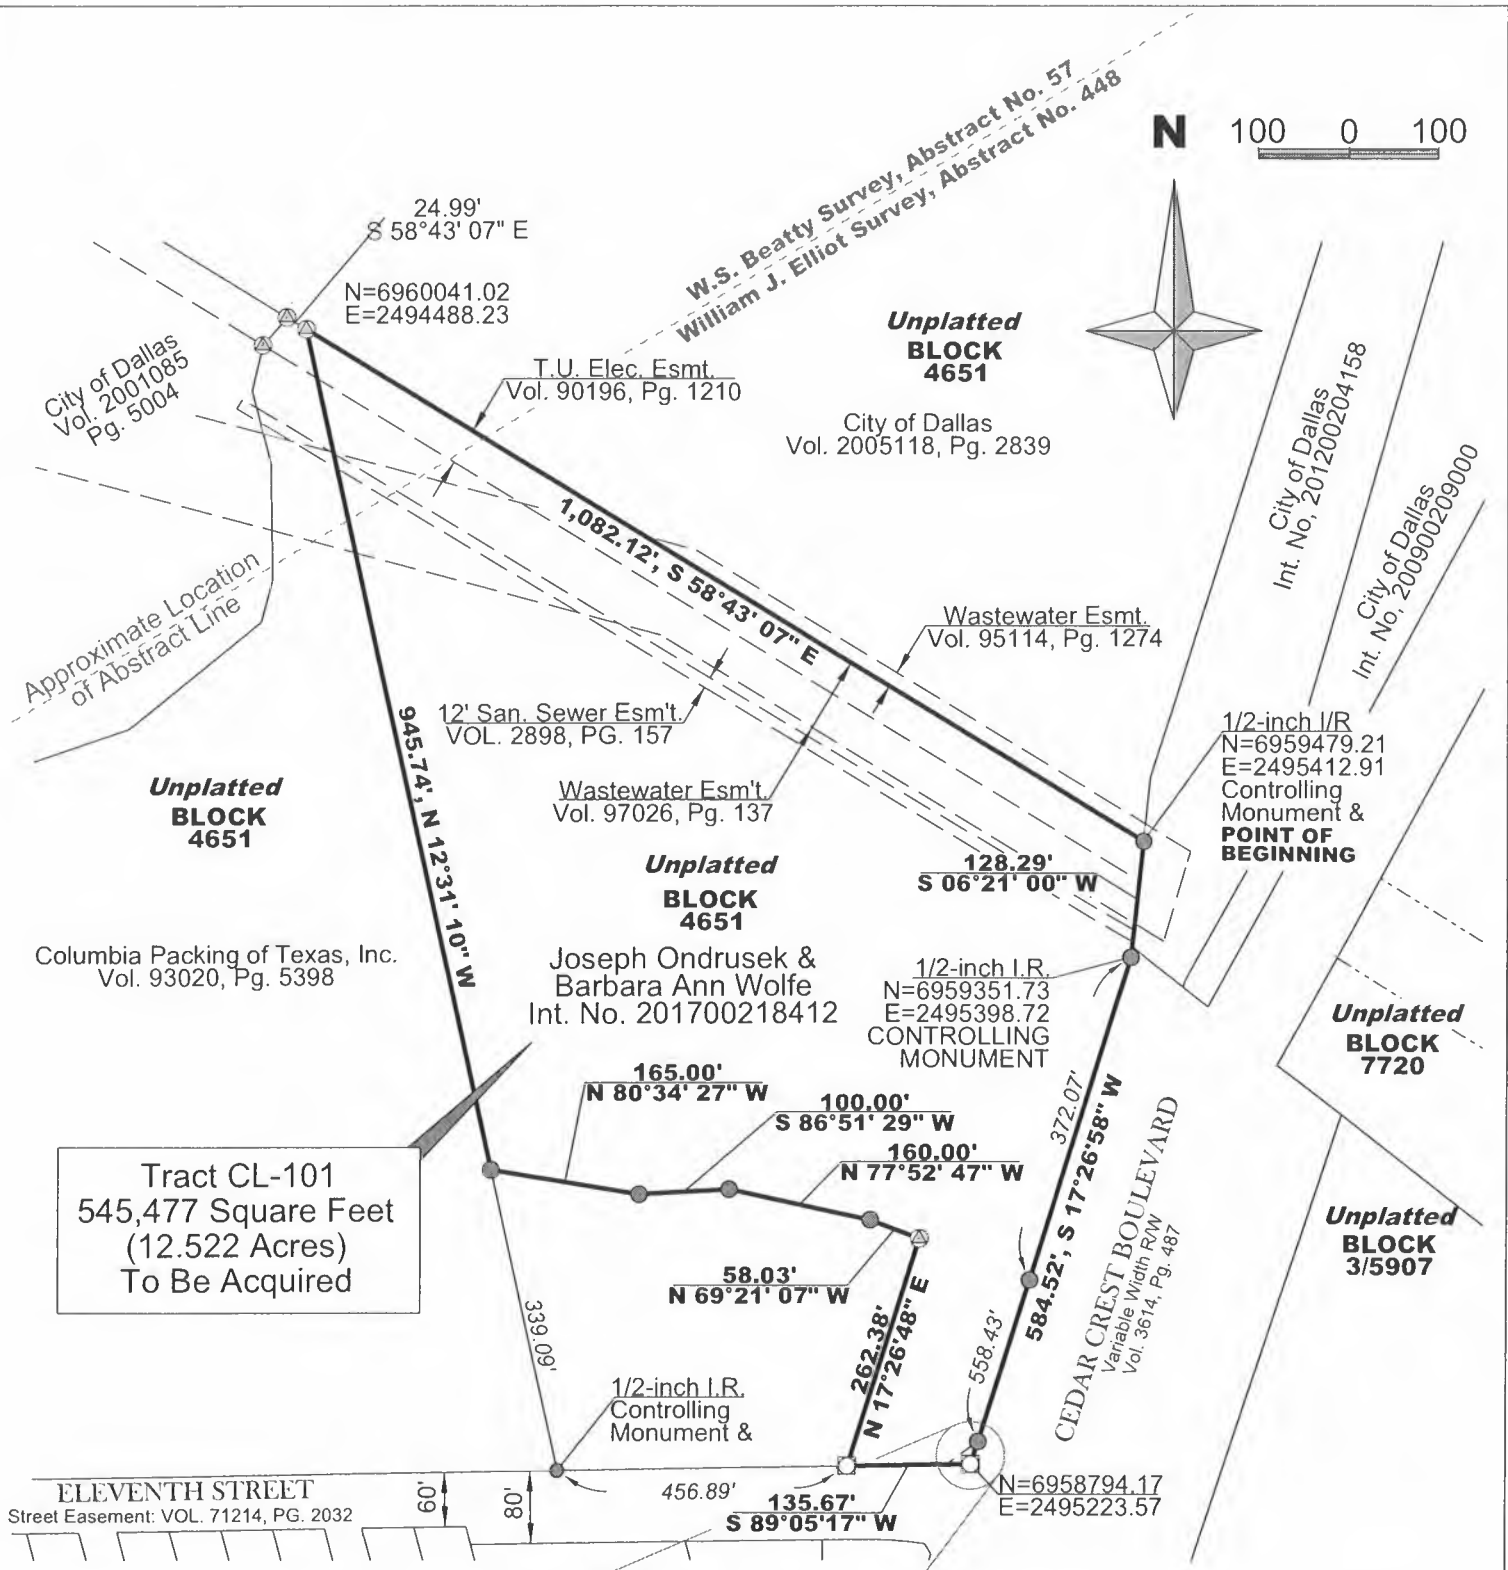 W.S. Beatty Survey, Abstract No. 57
William J. Elliot Survey, Abstract No. 448
N
100 0 100
24.99'
S 58°43' 07" E
N=6960041.02
E=2494488.23
City of Dallas
Vol. 2001085
Pg. 5004
T.U. Elec. Esmt.
Vol. 90196, Pg. 1210
Unplatted
BLOCK
4651
City of Dallas
Vol. 2005118, Pg. 2839
City of Dallas
Int. No, 201200204158
City of Dallas
Int. No, 200900209000
1,082.12', S 58°43' 07" E
Approximate Location
of Abstract Line
Wastewater Esmt.
Vol. 95114, Pg. 1274
12' San. Sewer Esm't.
VOL. 2898, PG. 157
Wastewater Esm't.
Vol. 97026, Pg. 137
1/2-inch I/R
N=6959479.21
E=2495412.91
Controlling
Monument &
POINT OF
BEGINNING
945.74', N 12°31' 10" W
Unplatted
BLOCK
4651
Unplatted
BLOCK
4651
128.29'
S 06°21' 00" W
Columbia Packing of Texas, Inc.
Vol. 93020, Pg. 5398
Joseph Ondrusek &
Barbara Ann Wolfe
Int. No. 201700218412
1/2-inch I.R.
N=6959351.73
E=2495398.72
CONTROLLING
MONUMENT
Unplatted
BLOCK
7720
165.00'
N 80°34' 27" W
100.00'
S 86°51' 29" W
160.00'
N 77°52' 47" W
372.07'
584.52', S 17°26'58" W
CEDAR CREST BOULEVARD
Variable Width R/W
Vol. 3614, Pg. 487
Tract CL-101
545,477 Square Feet
(12.522 Acres)
To Be Acquired
Unplatted
BLOCK
3/5907
58.03'
N 69°21' 07" W
262.38'
N 17°26'48" E
339.09'
558.43'
1/2-inch I.R.
Controlling
Monument &
ELEVENTH STREET
Street Easement: VOL. 71214, PG. 2032
60'
80'
456.89'
135.67'
S 89°05'17" W
N=6958794.17
E=2495223.57